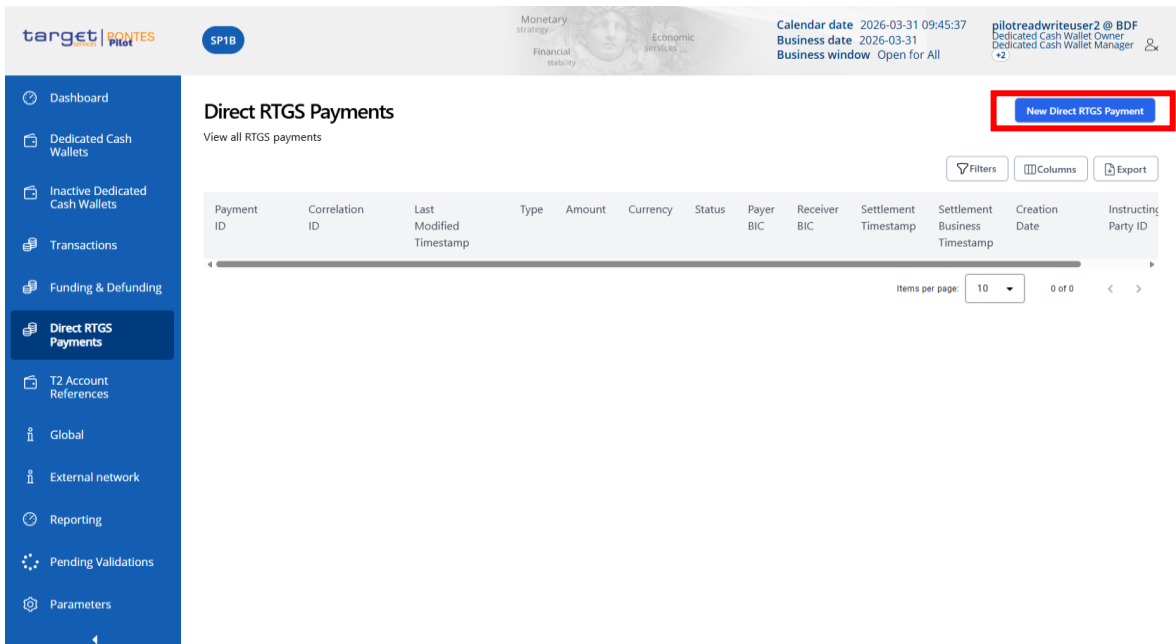 target | PONTES
services Pilot
SP1B
Monetary
strategy
Economic
services
Financial
stability
Calendar date 2026-03-31 09:45:37
Business date 2026-03-31
Business window Open for All
pilotreadwriteuser2 @ BDF
Dedicated Cash Wallet Owner
Dedicated Cash Wallet Manager
+2
Dashboard
Dedicated Cash
Wallets
Inactive Dedicated
Cash Wallets
Transactions
Funding & Defunding
Direct RTGS
Payments
T2 Account
References
Global
External network
Reporting
Pending Validations
Parameters
Direct RTGS Payments
New Direct RTGS Payment
View all RTGS payments
Filters Columns Export
Payment ID Correlation ID Last Modified Timestamp Type Amount Currency Status Payer BIC Receiver BIC Settlement Timestamp Settlement Business Timestamp Creation Date Instructing Party ID
Items per page: 10 0 of 0